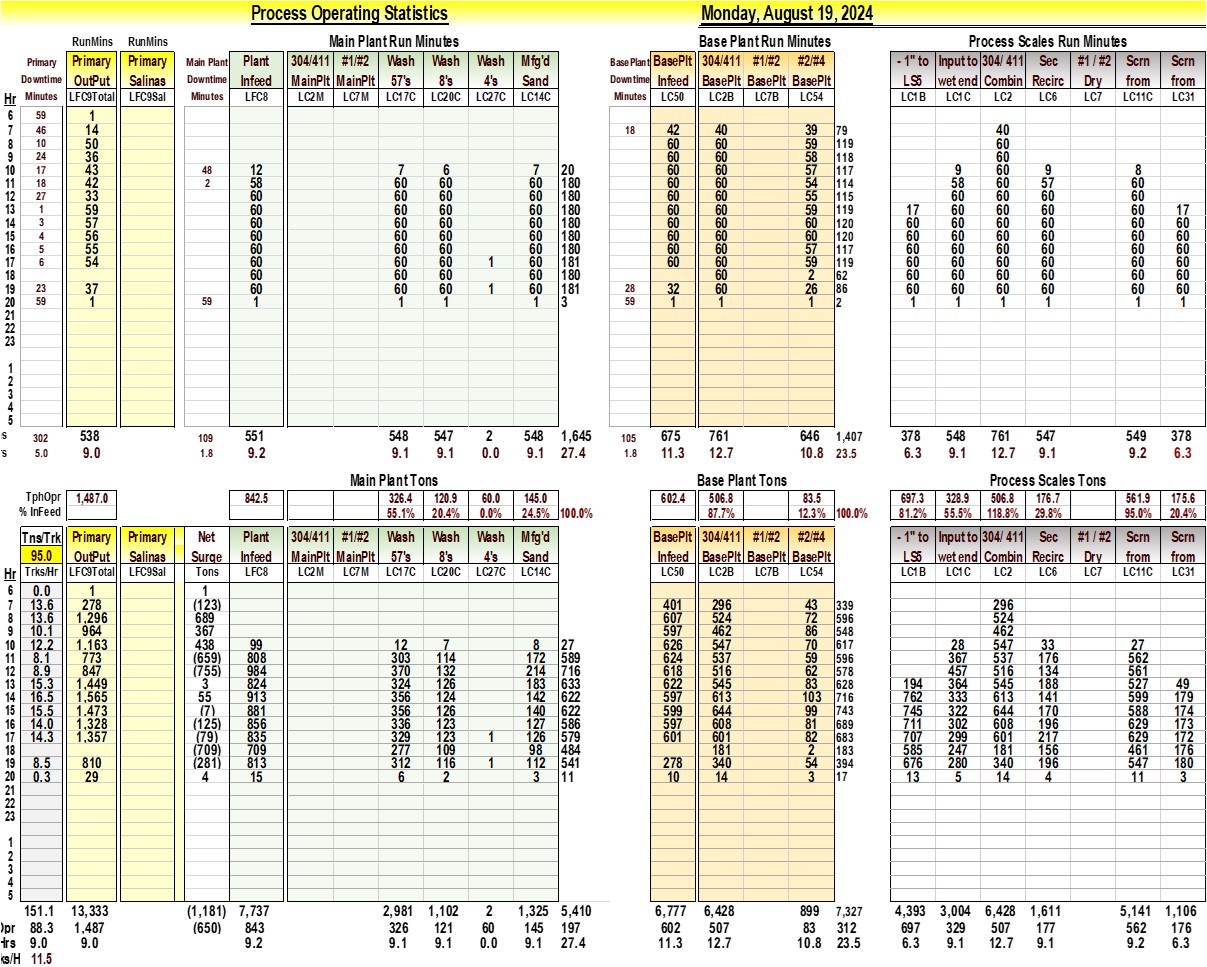 Process Operating Statistics Monday, August 19, 2024
RunMins RunMins Main Plant Run Minutes Base Plant Run Minutes Process Scales Run Minutes
Primary Primary Primary Main Plant Plant 304/411 #1/#2 Wash Wash Wash Mfg'd BasePlant BasePlt 304/411 #1/#2 #2/#4 - 1" to Input to 304/ 411 Sec #1 / #2 Scrn Scrn
Downtime OutPut Salinas Downtime Infeed MainPlt MainPlt 57's 8's 4's Sand Downtime Infeed BasePlt BasePlt BasePlt LS5 wet end Combin Recirc Dry from from
Hr Minutes LFC9Total LFC9Sal Minutes LFC8 LC2M LC7M LC17C LC20C LC27C LC14C Minutes LC50 LC2B LC7B LC54 LC1B LC1C LC2 LC6 LC7 LC11C LC31
6 59 1
7 46 14 18 42 40 39 79 40
8 10 50 60 60 59 119 60
9 24 36 60 60 58 118 60
10 17 43 48 12 7 6 7 20 60 60 57 117 9 60 9 8
11 18 42 2 58 60 60 60 180 60 60 54 114 58 60 57 60
12 27 33 60 60 60 60 180 60 60 55 115 60 60 60 60
13 1 59 60 60 60 60 180 60 60 59 119 17 60 60 60 60 17
14 3 57 60 60 60 60 180 60 60 60 120 60 60 60 60 60 60
15 4 56 60 60 60 60 180 60 60 60 120 60 60 60 60 60 60
16 5 55 60 60 60 60 180 60 60 57 117 60 60 60 60 60 60
17 6 54 60 60 60 1 60 181 60 60 59 119 60 60 60 60 60 60
18 60 60 60 60 180 60 2 62 60 60 60 60 60 60
19 23 37 60 60 60 1 60 181 28 32 60 26 86 60 60 60 60 60 60
20 59 1 59 1 1 1 1 3 59 1 1 1 2 1 1 1 1 1 1
21
22
23
1
2
3
4
5
s 302 538 109 551 548 547 2 548 1,645 105 675 761 646 1,407 378 548 761 547 549 378
s 5.0 9.0 1.8 9.2 9.1 9.1 0.0 9.1 27.4 1.8 11.3 12.7 10.8 23.5 6.3 9.1 12.7 9.1 9.2 6.3
Main Plant Tons Base Plant Tons Process Scales Tons
TphOpr 1,487.0 842.5 326.4 120.9 60.0 145.0 602.4 506.8 83.5 697.3 328.9 506.8 176.7 561.9 175.6
% InFeed 55.1% 20.4% 0.0% 24.5% 100.0% 87.7% 12.3% 100.0% 81.2% 55.5% 118.8% 29.8% 95.0% 20.4%
Tns/Trk Primary Primary Net Plant 304/411 #1/#2 Wash Wash Wash Mfg'd BasePlt 304/411 #1/#2 #2/#4 - 1" to Input to 304/ 411 Sec #1 / #2 Scrn Scrn
95.0 OutPut Salinas Surge Infeed MainPlt MainPlt 57's 8's 4's Sand Infeed BasePlt BasePlt BasePlt LS5 wet end Combin Recirc Dry from from
Hr Trks/Hr LFC9Total LFC9Sal Tons LFC8 LC2M LC7M LC17C LC20C LC27C LC14C LC50 LC2B LC7B LC54 LC1B LC1C LC2 LC6 LC7 LC11C LC31
6 0.0 1 1
7 13.6 278 (123) 401 296 43 339 296
8 13.6 1,296 689 607 524 72 596 524
9 10.1 964 367 597 462 86 548 462
10 12.2 1,163 438 99 12 7 8 27 626 547 70 617 28 547 33 27
11 8.1 773 (659) 808 303 114 172 589 624 537 59 596 367 537 176 562
12 8.9 847 (755) 984 370 132 214 716 618 516 62 578 457 516 134 561
13 15.3 1,449 3 824 324 126 183 633 622 545 83 628 194 364 545 188 527 49
14 16.5 1,565 55 913 356 124 142 622 597 613 103 716 762 333 613 141 599 179
15 15.5 1,473 (7) 881 356 126 140 622 599 644 99 743 745 322 644 170 588 174
16 14.0 1,328 (125) 856 336 123 127 586 597 608 81 689 711 302 608 196 629 173
17 14.3 1,357 (79) 835 329 123 1 126 579 601 601 82 683 707 299 601 217 629 172
18 (709) 709 277 109 98 484 181 2 183 585 247 181 156 461 176
19 8.5 810 (281) 813 312 116 1 112 541 278 340 54 394 676 280 340 196 547 180
20 0.3 29 4 15 6 2 3 11 10 14 3 17 13 5 14 4 11 3
21
22
23
1
2
3
4
5
151.1 13,333 (1,181) 7,737 2,981 1,102 2 1,325 5,410 6,777 6,428 899 7,327 4,393 3,004 6,428 1,611 5,141 1,106
Opr 88.3 1,487 (650) 843 326 121 60 145 197 602 507 83 312 697 329 507 177 562 176
Hrs 9.0 9.0 9.2 9.1 9.1 0.0 9.1 27.4 11.3 12.7 10.8 23.5 6.3 9.1 12.7 9.1 9.2 6.3
ks/H 11.5